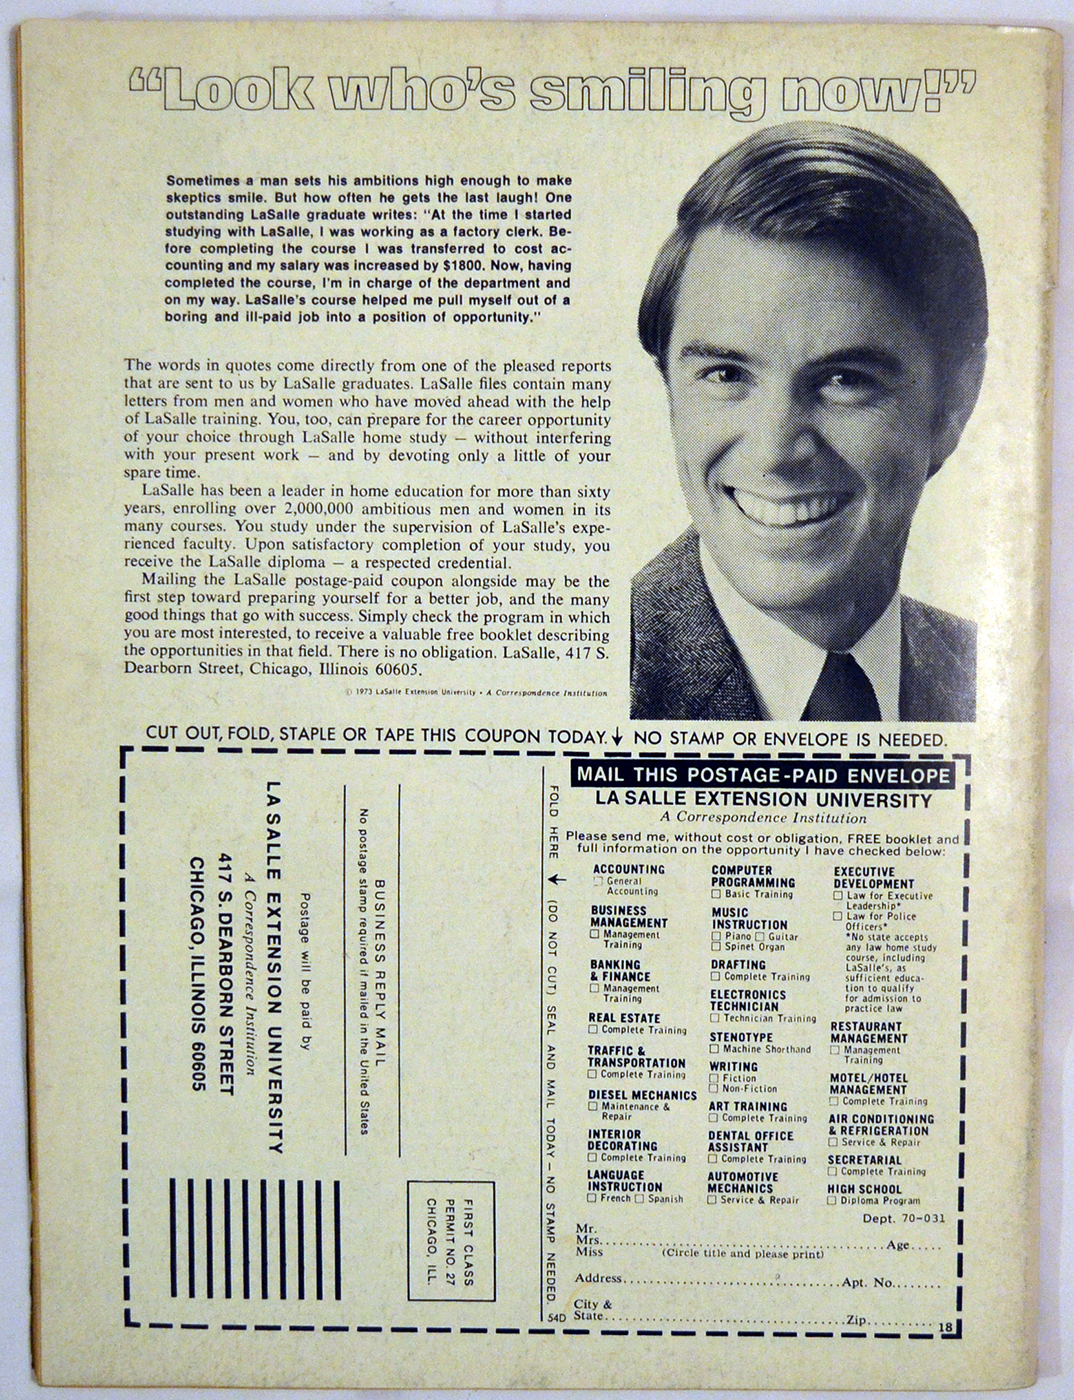 “Look who's smiling now!”
Sometimes a man sets his ambitions high enough to make
skeptics smile. But how often he gets the last laugh! One
outstanding LaSalle graduate writes: “At the time I started
studying with LaSalle, I was working as a factory clerk. Be-
fore completing the course I was transferred to cost ac-
counting and my salary was increased by $1800. Now, having
completed the course, I'm in charge of the department and
on my way. LaSalle's course helped me pull myself out of a
boring and ill-paid job into a position of opportunity.”
The words in quotes come directly from one of the pleased reports
that are sent to us by LaSalle graduates. LaSalle files contain many
letters from men and women who have moved ahead with the help
of LaSalle training. You, too, can prepare for the career opportunity
of your choice through LaSalle home study — without interfering
with your present work — and by devoting only a little of your
spare time.
LaSalle has been a leader in home education for more than sixty
years, enrolling over 2,000,000 ambitious men and women in its
many courses. You study under the supervision of LaSalle's expe-
rienced faculty. Upon satisfactory completion of your study, you
receive the LaSalle diploma — a respected credential.
Mailing the LaSalle postage-paid coupon alongside may be the
first step toward preparing yourself for a better job, and the many
good things that go with success. Simply check the program in which
you are most interested, to receive a valuable free booklet describing
the opportunities in that field. There is no obligation. LaSalle, 417 S.
Dearborn Street, Chicago, Illinois 60605.
© 1973 LaSalle Extension University • A Correspondence Institution
CUT OUT, FOLD, STAPLE OR TAPE THIS COUPON TODAY.↓ NO STAMP OR ENVELOPE IS NEEDED.
FIRST CLASS
PERMIT NO. 27
CHICAGO, ILL.
BUSINESS REPLY MAIL
No postage stamp required if mailed in the United States
Postage will be paid by
LA SALLE EXTENSION UNIVERSITY
A Correspondence Institution
417 S. DEARBORN STREET
CHICAGO, ILLINOIS 60605
FOLD HERE ↓ (DO NOT CUT) SEAL AND MAIL TODAY — NO STAMP NEEDED.
54D
MAIL THIS POSTAGE-PAID ENVELOPE
LA SALLE EXTENSION UNIVERSITY
A Correspondence Institution
Please send me, without cost or obligation, FREE booklet and
full information on the opportunity I have checked below:
ACCOUNTING
□ General
Accounting
BUSINESS
MANAGEMENT
□ Management
Training
BANKING
& FINANCE
□ Management
Training
REAL ESTATE
□ Complete Training
TRAFFIC &
TRANSPORTATION
□ Complete Training
DIESEL MECHANICS
□ Maintenance &
Repair
INTERIOR
DECORATING
□ Complete Training
LANGUAGE
INSTRUCTION
□ French □ Spanish
COMPUTER
PROGRAMMING
□ Basic Training
MUSIC
INSTRUCTION
□ Piano □ Guitar
□ Spinet Organ
DRAFTING
□ Complete Training
ELECTRONICS
TECHNICIAN
□ Technician Training
STENOTYPE
□ Machine Shorthand
WRITING
□ Fiction
□ Non-Fiction
ART TRAINING
□ Complete Training
DENTAL OFFICE
ASSISTANT
□ Complete Training
AUTOMOTIVE
MECHANICS
□ Service & Repair
EXECUTIVE
DEVELOPMENT
□ Law for Executive
Leadership*
□ Law for Police
Officers*
*No state accepts
any law home study
course, including
LaSalle's, as
sufficient educa-
tion to qualify
for admission to
practice law
RESTAURANT
MANAGEMENT
□ Management
Training
MOTEL/HOTEL
MANAGEMENT
□ Complete Training
AIR CONDITIONING
& REFRIGERATION
□ Service & Repair
SECRETARIAL
□ Complete Training
HIGH SCHOOL
□ Diploma Program
Dept. 70-031
Mr.
Mrs. Age
Miss (Circle title and please print)
Address Apt. No.
City &
State Zip
18